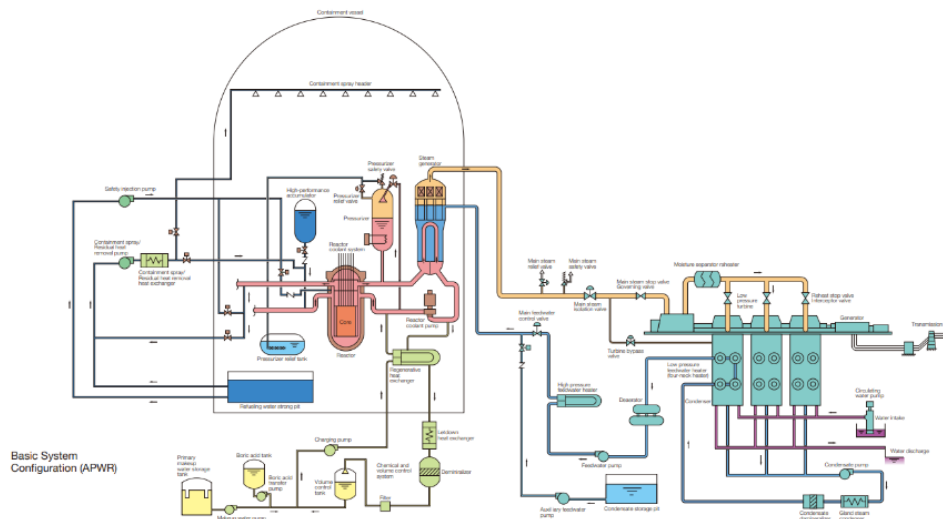 Containment vessel
Containment spray header
Pressurizer
safety valve
Steam
generator
Safety injection pump
High-performance
accumulator
Pressurizer
relief valve
Pressurizer
Containment spray/
Residual heat
removal pump
Reactor
coolant system
Containment spray/
Residual heat removal
heat exchanger
Main steam
relief valve
Main steam
safety valve
Moisture separator reheater
Main steam stop valve
Governing valve
Main steam
isolation valve
Low
pressure
turbine
Reheat stop valve
Interceptor valve
Generator
Transmission
Core
Reactor
coolant pump
Main feedwater
control valve
Turbine bypass
valve
Pressurizer relief tank
Reactor
Regenerative
heat
exchanger
Low pressure
feedwater heater
(four neck heater)
High pressure
feedwater heater
Deaerator
Condenser
Circulating
water pump
Water intake
Refueling water strong pit
Letdown
heat exchanger
Charging pump
Water discharge
Basic System
Configuration (APWR)
Primary
makeup
water storage
tank
Boric acid tank
Boric acid
transfer
pump
Volume control
tank
Chemical and
volume control
system
Demineralizer
Filter
Feedwater pump
Condensate pump
Auxiliary feedwater
pump
Condensate storage pit
Gland steam